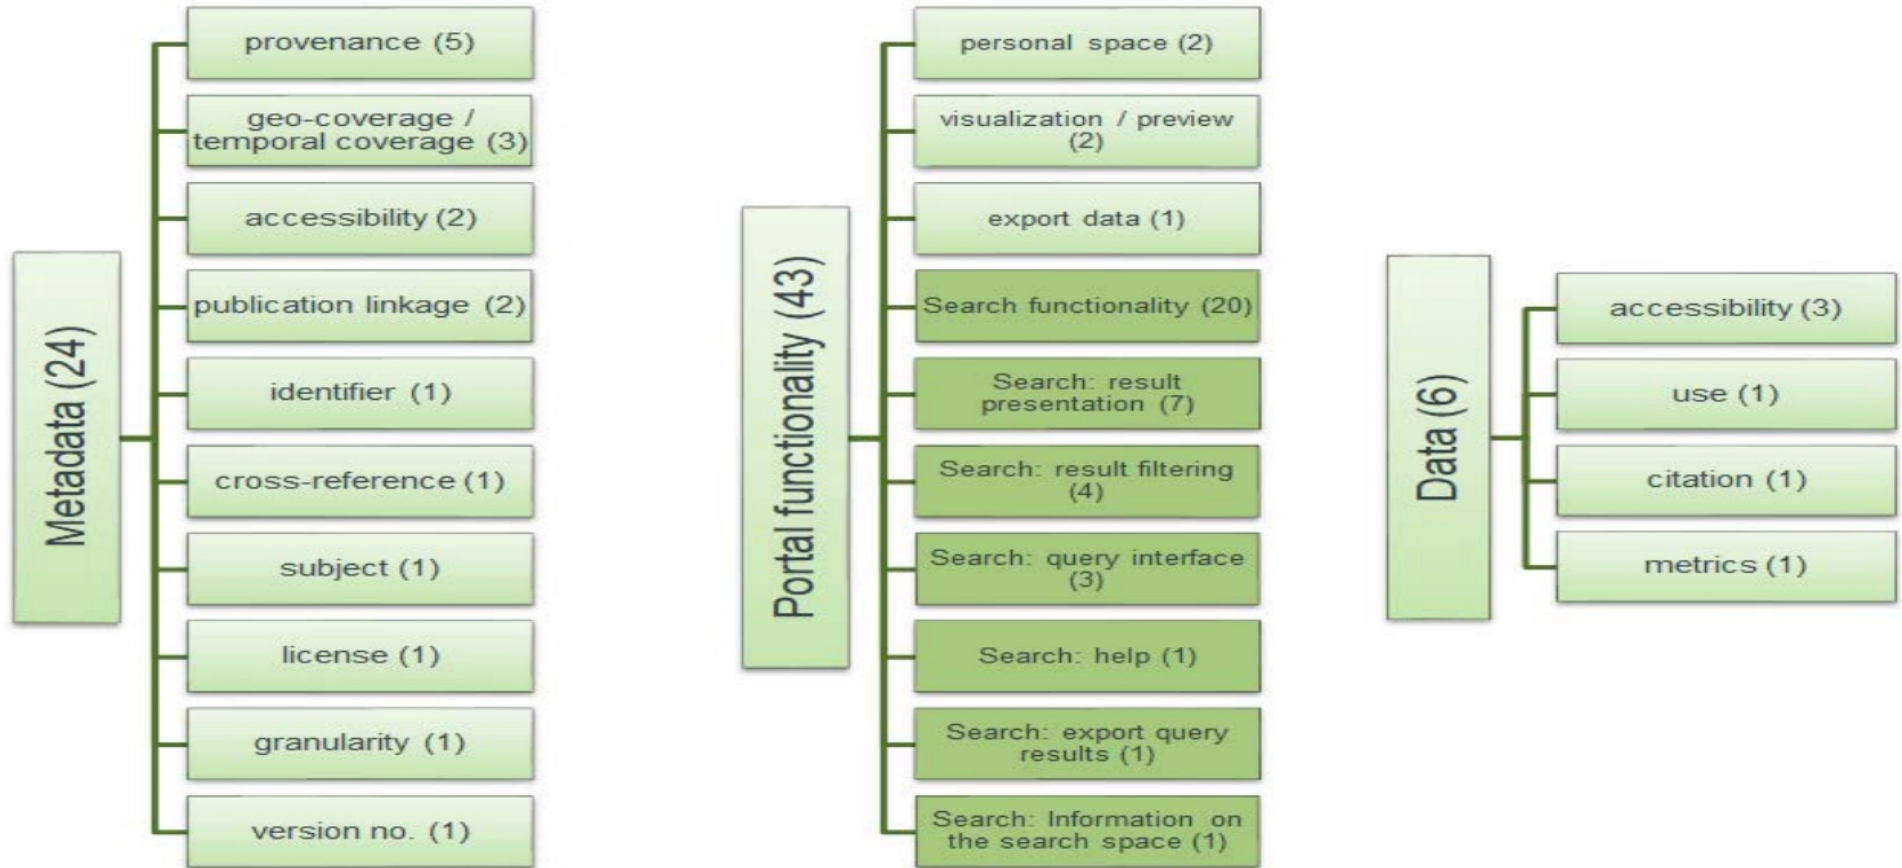 Metadata (24)
provenance (5)
geo-coverage /
temporal coverage (3)
accessibility (2)
publication linkage (2)
identifier (1)
cross-reference (1)
subject (1)
license (1)
granularity (1)
version no. (1)
Portal functionality (43)
personal space (2)
visualization / preview
(2)
export data (1)
Search functionality (20)
Search: result
presentation (7)
Search: result filtering
(4)
Search: query interface
(3)
Search: help (1)
Search: export query
results (1)
Search: Information on
the search space (1)
Data (6)
accessibility (3)
use (1)
citation (1)
metrics (1)